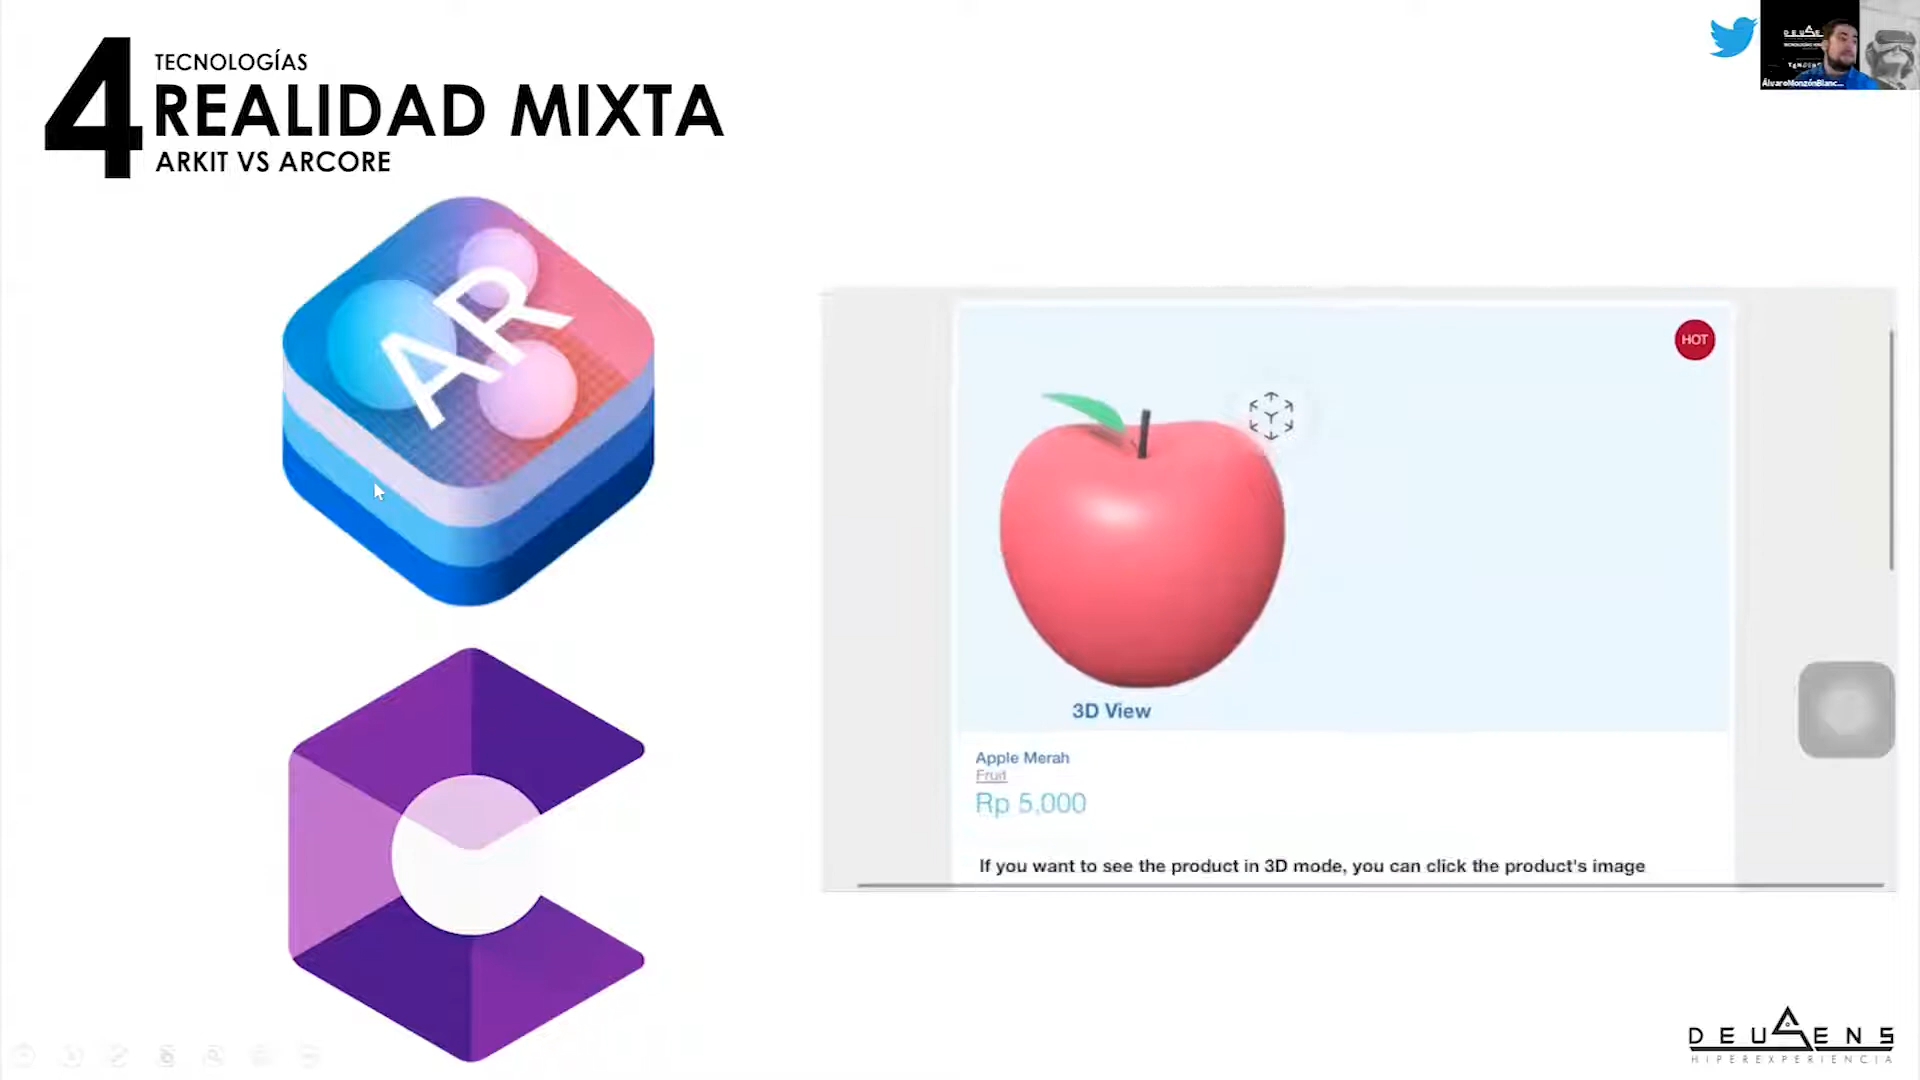 4
TECNOLOGÍAS
REALIDAD MIXTA
ARKIT VS ARCORE
AR
HOT
3D View
Apple Merah
Fruit
Rp 5,000
If you want to see the product in 3D mode, you can click the product's image
ÁlvaroMonzónBlanc...
DEUSENS
HIPEREXPERIENCIA